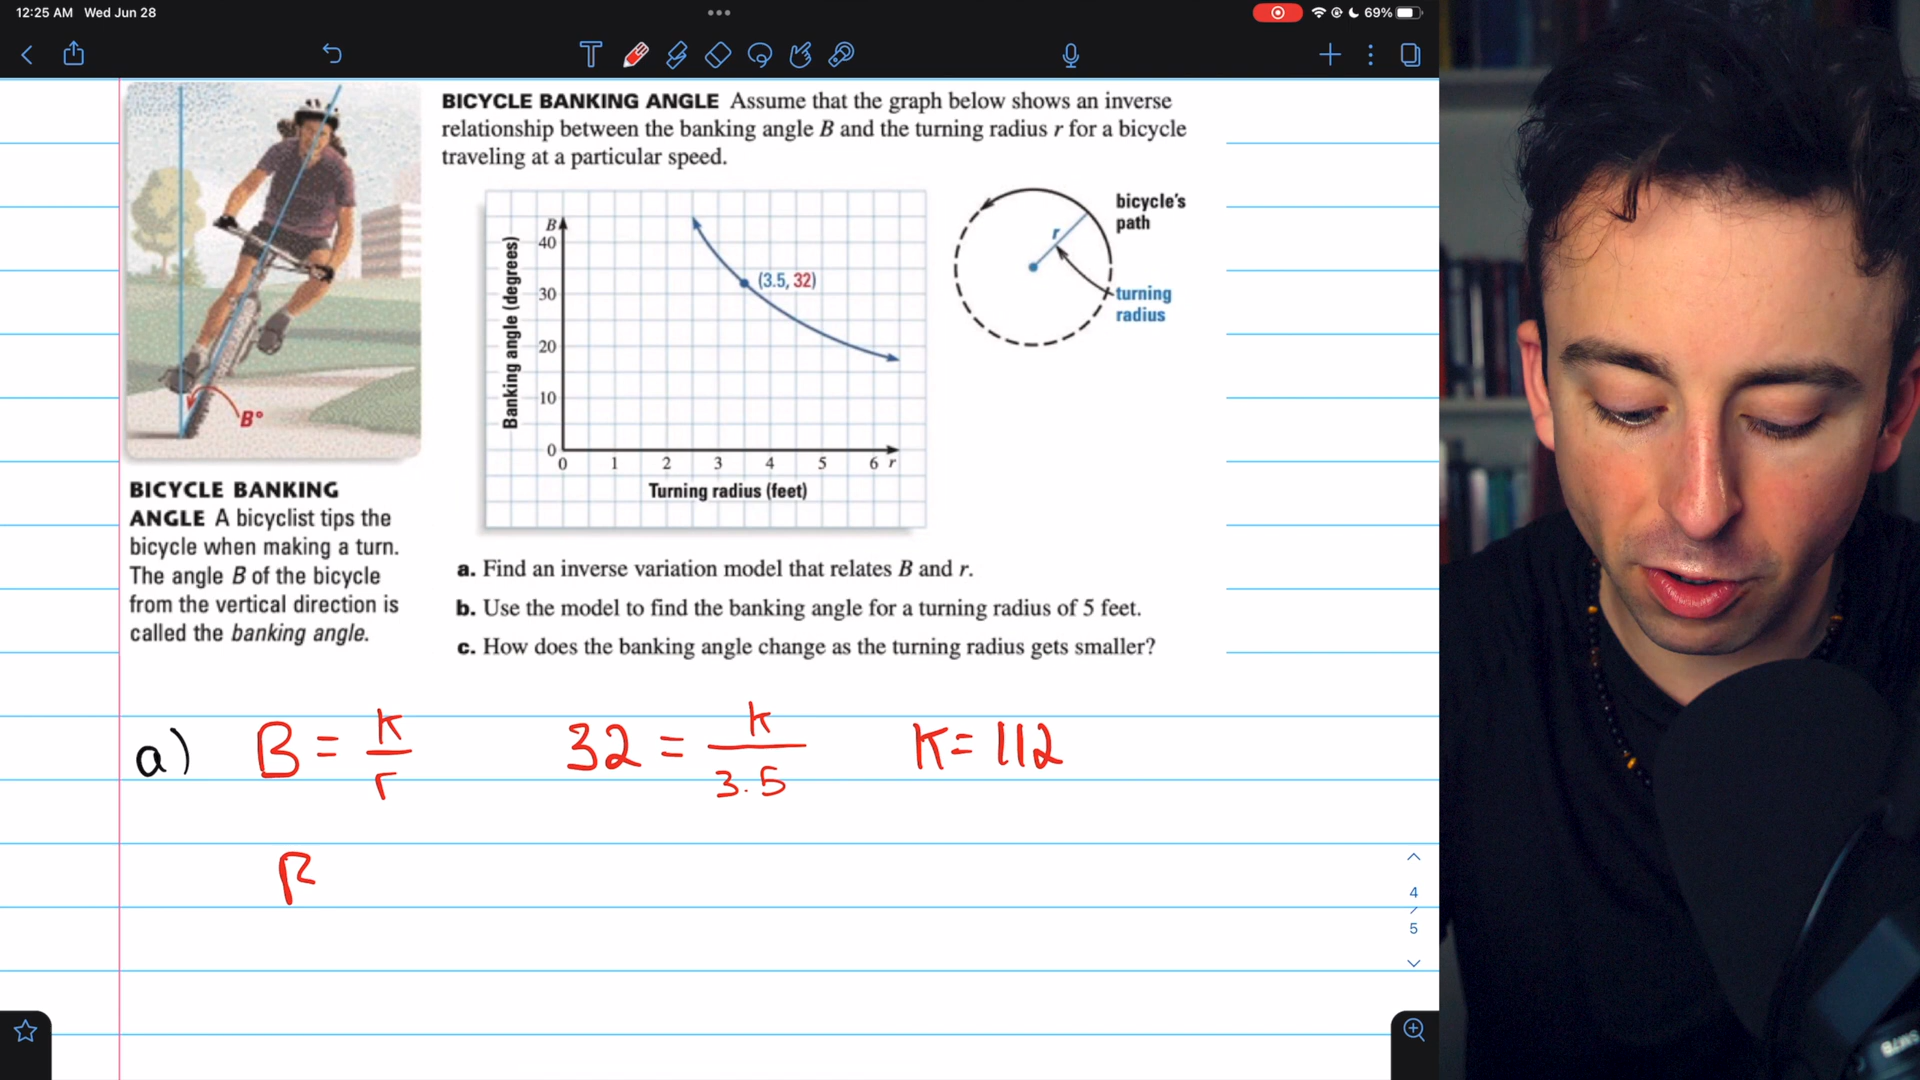 12:25 AM Wed Jun 28
69%
BICYCLE BANKING ANGLE Assume that the graph below shows an inverse
relationship between the banking angle B and the turning radius r for a bicycle
traveling at a particular speed.
B
40
30
20
10
0
Banking angle (degrees)
(3.5, 32)
0 1 2 3 4 5 6 r
Turning radius (feet)
bicycle's
path
r
turning
radius
B°
BICYCLE BANKING
ANGLE A bicyclist tips the
bicycle when making a turn.
The angle B of the bicycle
from the vertical direction is
called the banking angle.
a. Find an inverse variation model that relates B and r.
b. Use the model to find the banking angle for a turning radius of 5 feet.
c. How does the banking angle change as the turning radius gets smaller?
a) B = k/r 32 = k/3.5 K = 112
4
/
5
SM7B